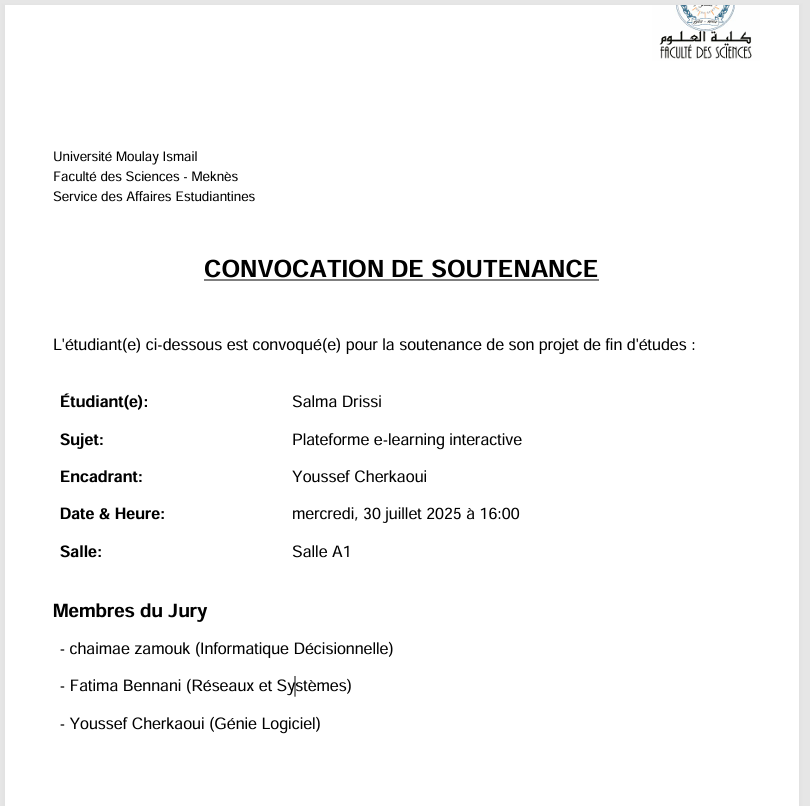 كلية العلوم
FACULTÉ DES SCIENCES
Université Moulay Ismail
Faculté des Sciences - Meknès
Service des Affaires Estudiantines
CONVOCATION DE SOUTENANCE
L'étudiant(e) ci-dessous est convoqué(e) pour la soutenance de son projet de fin d'études :
Étudiant(e): Salma Drissi
Sujet: Plateforme e-learning interactive
Encadrant: Youssef Cherkaoui
Date & Heure: mercredi, 30 juillet 2025 à 16:00
Salle: Salle A1
Membres du Jury
- chaimae zamouk (Informatique Décisionnelle)
- Fatima Bennani (Réseaux et Systèmes)
- Youssef Cherkaoui (Génie Logiciel)